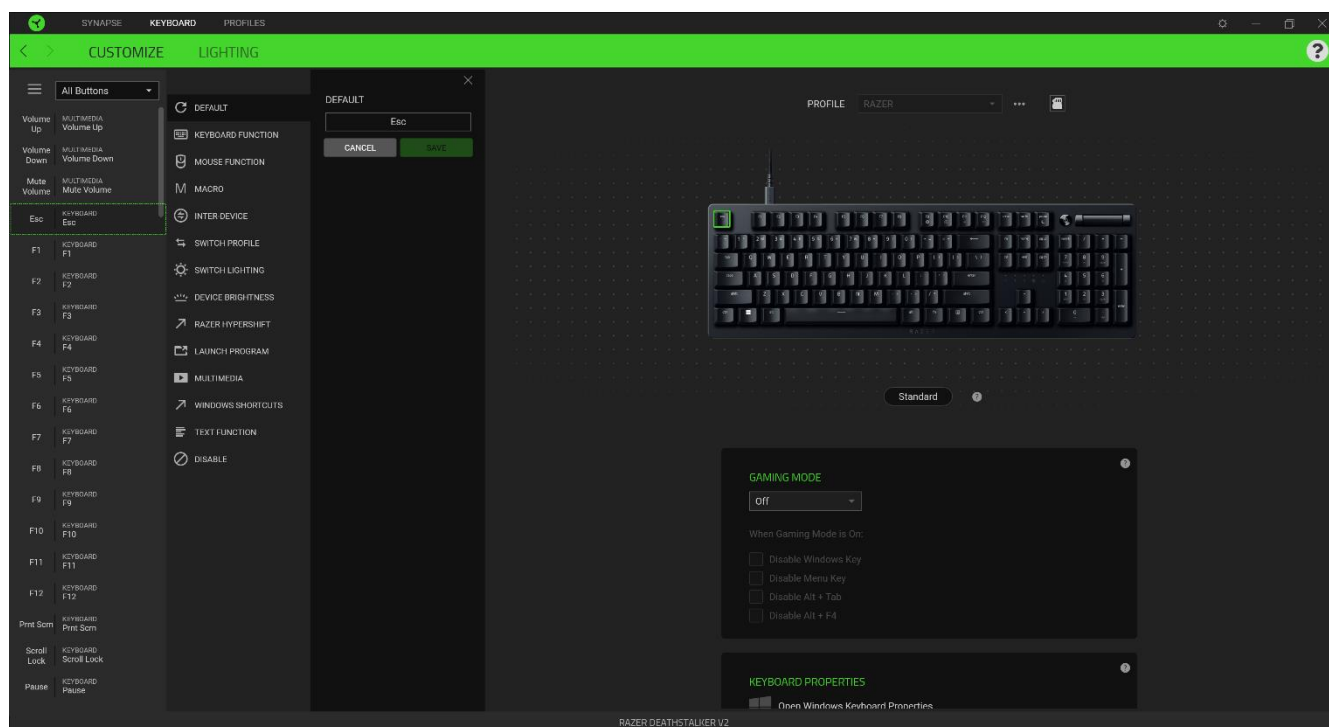 SYNAPSE KEYBOARD PROFILES
CUSTOMIZE LIGHTING
All Buttons
Volume Up MULTIMEDIA Volume Up
Volume Down MULTIMEDIA Volume Down
Mute Volume MULTIMEDIA Mute Volume
Esc KEYBOARD Esc
F1 KEYBOARD F1
F2 KEYBOARD F2
F3 KEYBOARD F3
F4 KEYBOARD F4
F5 KEYBOARD F5
F6 KEYBOARD F6
F7 KEYBOARD F7
F8 KEYBOARD F8
F9 KEYBOARD F9
F10 KEYBOARD F10
F11 KEYBOARD F11
F12 KEYBOARD F12
Prnt Scrn KEYBOARD Prnt Scrn
Scroll Lock KEYBOARD Scroll Lock
Pause KEYBOARD Pause
DEFAULT
KEYBOARD FUNCTION
MOUSE FUNCTION
MACRO
INTER-DEVICE
SWITCH PROFILE
SWITCH LIGHTING
DEVICE BRIGHTNESS
RAZER HYPERSHIFT
LAUNCH PROGRAM
MULTIMEDIA
WINDOWS SHORTCUTS
TEXT FUNCTION
DISABLE
DEFAULT
Esc
CANCEL SAVE
PROFILE RAZER
Standard
GAMING MODE
Off
When Gaming Mode is On:
Disable Windows Key
Disable Menu Key
Disable Alt + Tab
Disable Alt + F4
KEYBOARD PROPERTIES
Open Windows Keyboard Properties
RAZER DEATHSTALKER V2